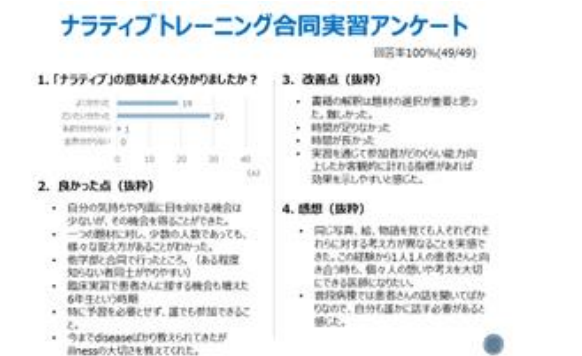 ナラティブトレーニング合同実習アンケート
回答率100%(49/49)
1.「ナラティブ」の意味がよく分かりましたか？
よく分かった 19
だいたい分かった 29
あまり分からない 1
全然分からない 0
0 10 20 30 40
(人)
2. 良かった点（抜粋）
• 自分の気持ちや内面に目を向ける機会は
少ないが、その機会を得ることができた。
• 一つの題材に対し、少数の人数であっても、
様々な捉え方があることがわかった。
• 他学部と合同で行ったところ。（ある程度
知らない者同士がやりやすい）
• 臨床実習で患者さんに接する機会も増えた
6年生という時期
• 特に予習を必要とせず、誰でも参加できるこ
と。
• 今までdiseaseばかり教えられてきたが
illnessの大切さを教えてくれた。
3. 改善点（抜粋）
• 書籍の解釈は題材の選択が重要と思っ
た。難しかった。
• 時間が足りなかった
• 時間が長かった
• 実習を通じて参加者がどのくらい能力向
上したか客観的に計れる指標があれば
効果を示しやすいと感じた。
4. 感想（抜粋）
• 同じ写真、絵、物語を見ても人それぞれそ
れらに対する考え方が異なることを実感で
きた。この経験から1人1人の患者さんと向
き合う時も、個々人の想いや考えを大切
にできる医師になりたい。
• 普段病棟では患者さんの話を聞いてばか
りなので、自分も誰かに話す必要があると
感じた。